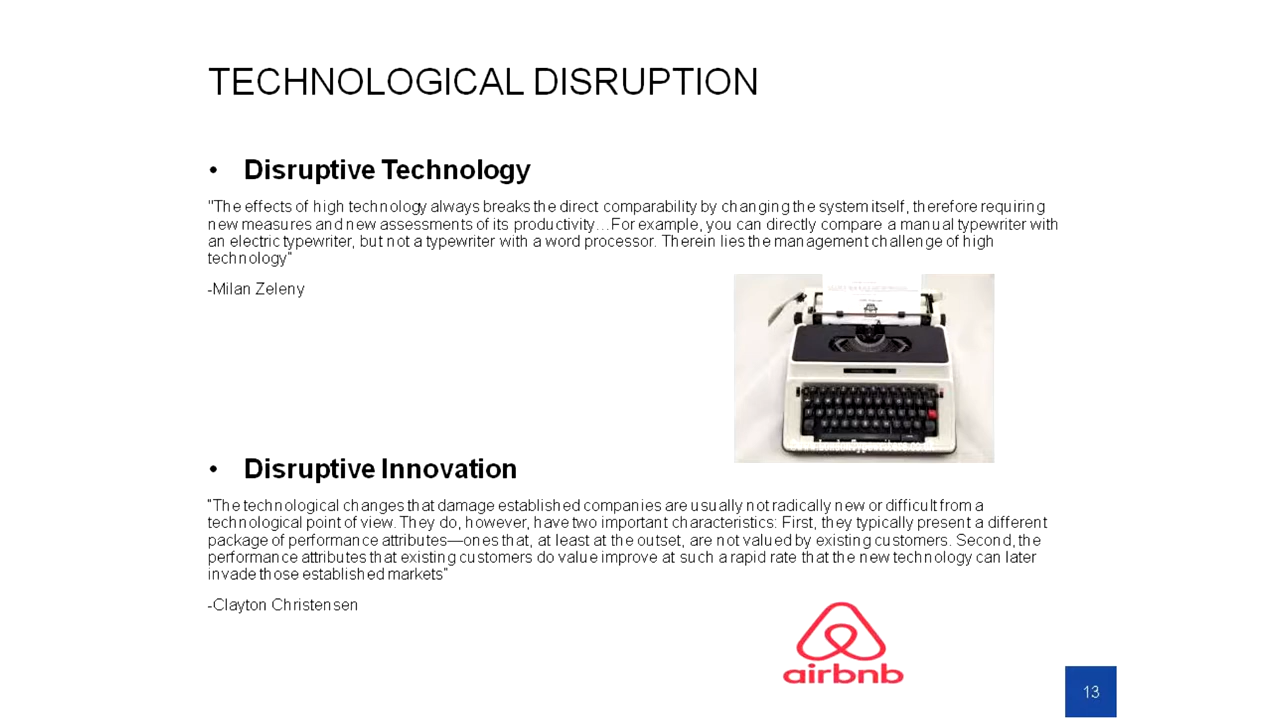 TECHNOLOGICAL DISRUPTION
• Disruptive Technology
"The effects of high technology always breaks the direct comparability by changing the system itself, therefore requiring
new measures and new assessments of its productivity…For example, you can directly compare a manual typewriter with
an electric typewriter, but not a typewriter with a word processor. Therein lies the management challenge of high
technology"
-Milan Zeleny
• Disruptive Innovation
"The technological changes that damage established companies are usually not radically new or difficult from a
technological point of view. They do, however, have two important characteristics: First, they typically present a different
package of performance attributes—ones that, at least at the outset, are not valued by existing customers. Second, the
performance attributes that existing customers do value improve at such a rapid rate that the new technology can later
invade those established markets"
-Clayton Christensen
airbnb
13